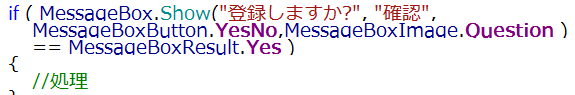 if ( MessageBox.Show("登録しますか?", "確認",
MessageBoxButton.YesNo,MessageBoxImage.Question )
== MessageBoxResult.Yes )
{
//処理
}